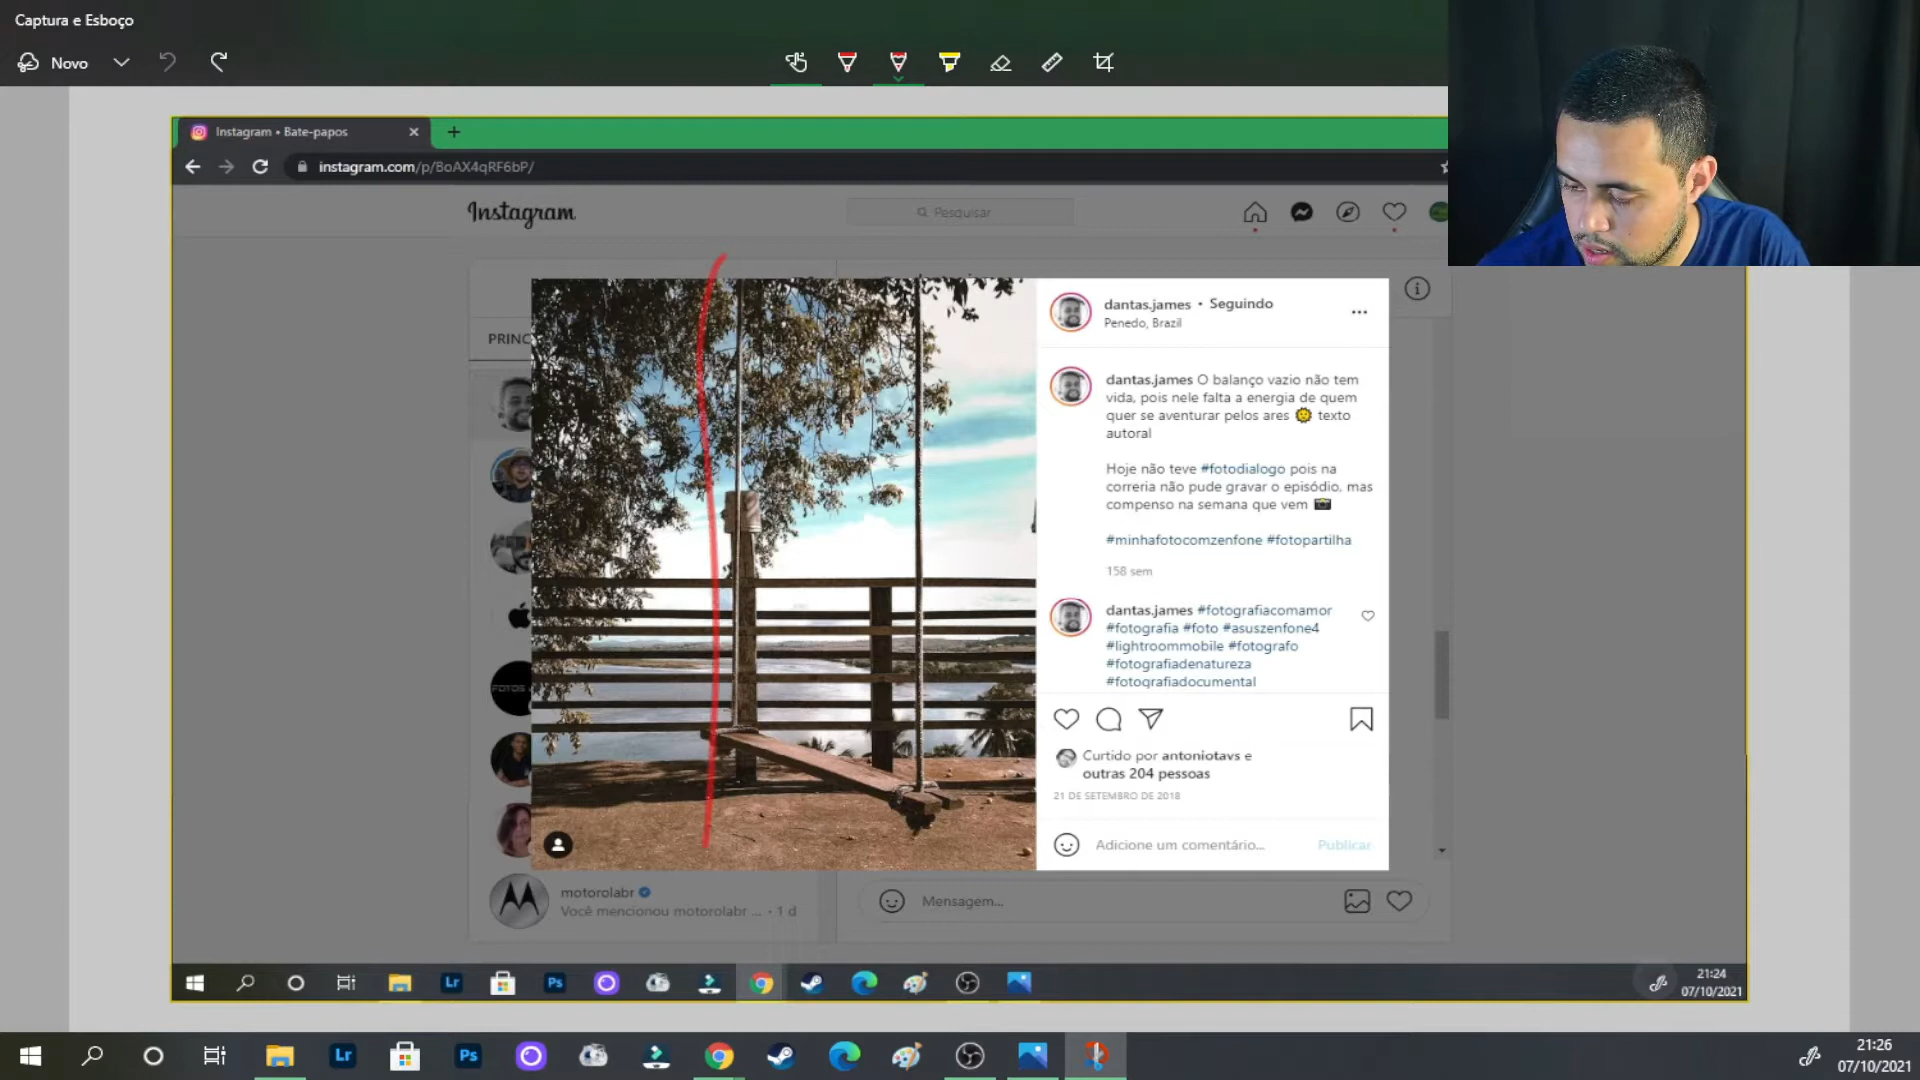 Captura e Esboço
Novo
Instagram • Bate-papos
instagram.com/p/BoAX4qRF6bP/
Instagram
Pesquisar
PRINC
dantas.james • Seguindo
Penedo, Brazil
dantas.james O balanço vazio não tem
vida, pois nele falta a energia de quem
quer se aventurar pelos ares 🌞 texto
autoral
Hoje não teve #fotodialogo pois na
correria não pude gravar o episódio, mas
compenso na semana que vem 📸
#minhafotocomzenfone #fotopartilha
158 sem
dantas.james #fotografiacomamor
#fotografia #foto #asuszenfone4
#lightroommobile #fotografo
#fotografiadenatureza
#fotografiadocumental
Curtido por antoniotavs e
outras 204 pessoas
21 DE SETEMBRO DE 2018
Adicione um comentário...
Publicar
motorolabr
Você mencionou motorolabr ... • 1 d
Mensagem...
Lr
Ps
21:24
07/10/2021
Lr
Ps
21:26
07/10/2021